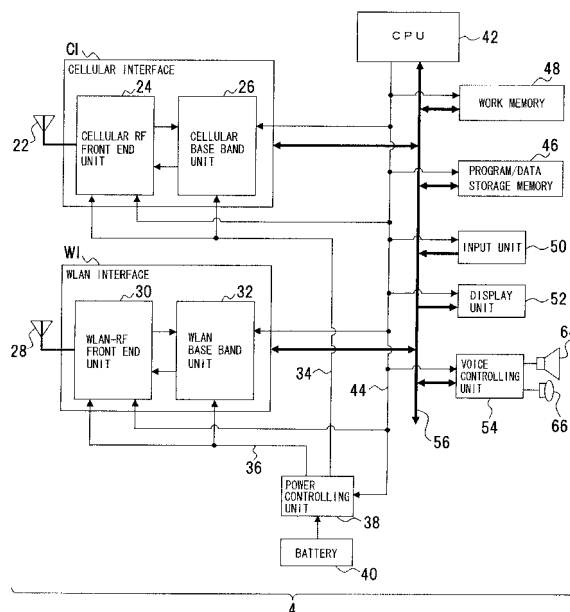 CPU
42
CI
CELLULAR INTERFACE
24
26
48
WORK MEMORY
22
CELLULAR RF
FRONT END
UNIT
CELLULAR
BASE BAND
UNIT
46
PROGRAM/DATA
STORAGE MEMORY
WI
INPUT UNIT
50
WLAN INTERFACE
30
32
DISPLAY
UNIT
52
28
WLAN-RF
FRONT END
UNIT
WLAN
BASE BAND
UNIT
34
44
VOICE
CONTROLLING
UNIT
54
66
56
36
POWER
CONTROLLING
UNIT
38
BATTERY
40
4